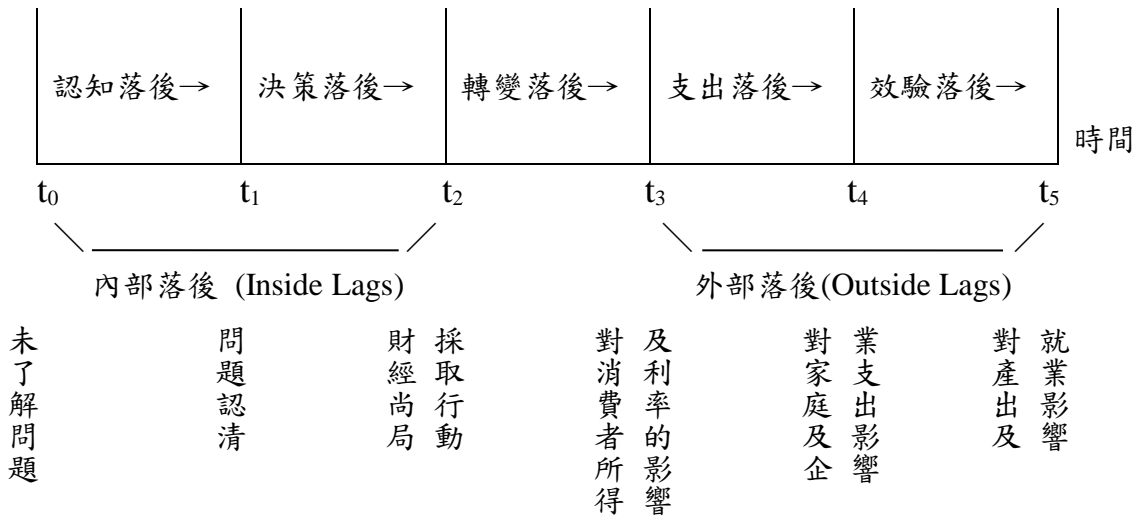 認知落後→ 決策落後→ 轉變落後→ 支出落後→ 效驗落後→
時間
t₀ t₁ t₂ t₃ t₄ t₅
內部落後 (Inside Lags) 外部落後(Outside Lags)
未了解問題
問題認清
財經尚局
採取行動
對消費者所得
及利率的影響
對家庭及企
業支出影響
對產出及
就業影響